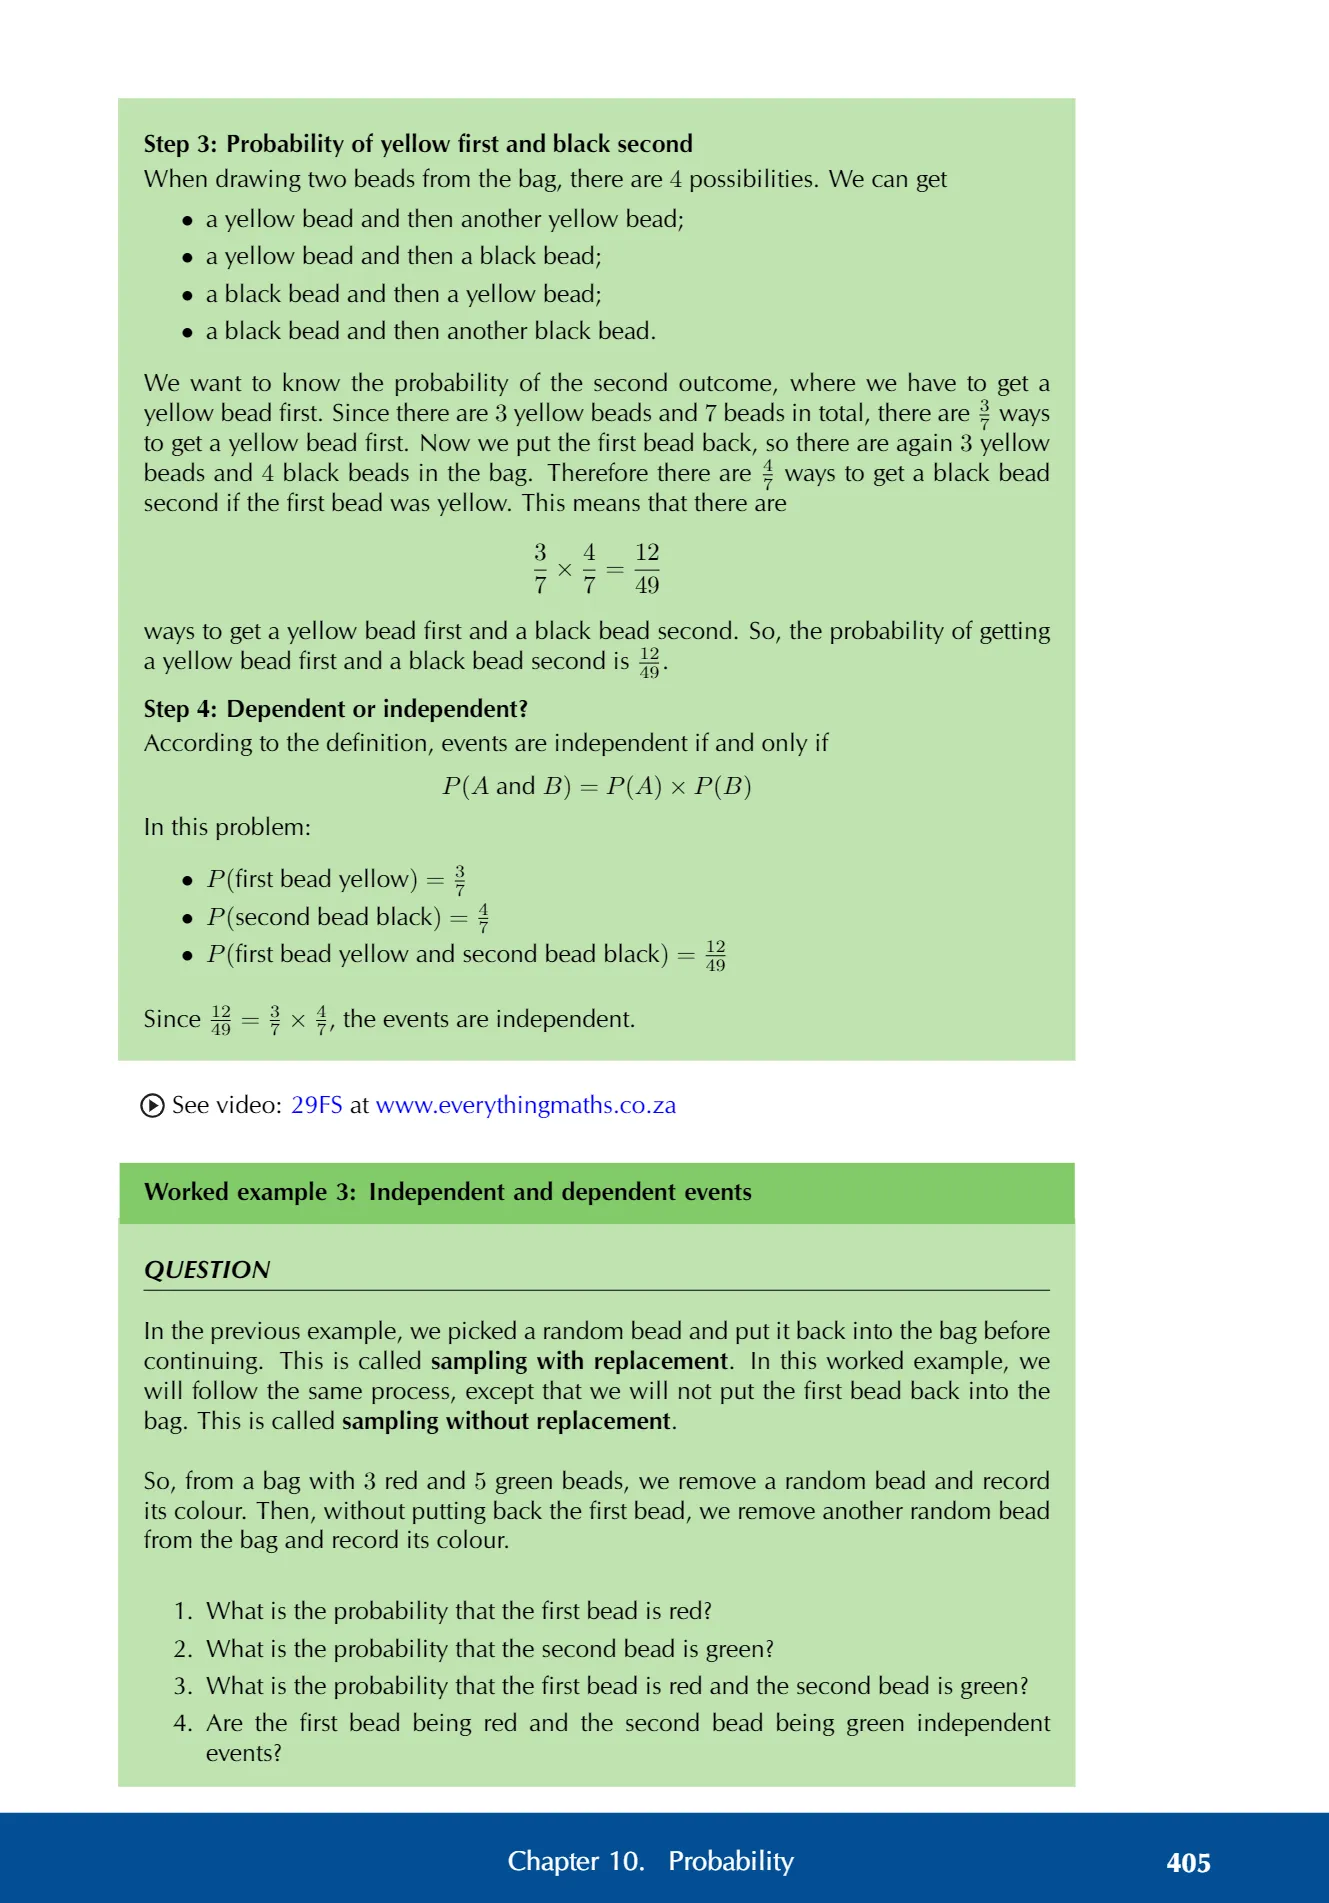 Step 3: Probability of yellow first and black second
When drawing two beads from the bag, there are 4 possibilities. We can get
• a yellow bead and then another yellow bead;
• a yellow bead and then a black bead;
• a black bead and then a yellow bead;
• a black bead and then another black bead.
We want to know the probability of the second outcome, where we have to get a
yellow bead first. Since there are 3 yellow beads and 7 beads in total, there are 3/7 ways
to get a yellow bead first. Now we put the first bead back, so there are again 3 yellow
beads and 4 black beads in the bag. Therefore there are 4/7 ways to get a black bead
second if the first bead was yellow. This means that there are
3/7 × 4/7 = 12/49
ways to get a yellow bead first and a black bead second. So, the probability of getting
a yellow bead first and a black bead second is 12/49.
Step 4: Dependent or independent?
According to the definition, events are independent if and only if
P(A and B) = P(A) × P(B)
In this problem:
• P(first bead yellow) = 3/7
• P(second bead black) = 4/7
• P(first bead yellow and second bead black) = 12/49
Since 12/49 = 3/7 × 4/7, the events are independent.
See video: 29FS at www.everythingmaths.co.za
Worked example 3: Independent and dependent events
QUESTION
In the previous example, we picked a random bead and put it back into the bag before
continuing. This is called sampling with replacement. In this worked example, we
will follow the same process, except that we will not put the first bead back into the
bag. This is called sampling without replacement.
So, from a bag with 3 red and 5 green beads, we remove a random bead and record
its colour. Then, without putting back the first bead, we remove another random bead
from the bag and record its colour.
1. What is the probability that the first bead is red?
2. What is the probability that the second bead is green?
3. What is the probability that the first bead is red and the second bead is green?
4. Are the first bead being red and the second bead being green independent
events?
Chapter 10. Probability 405